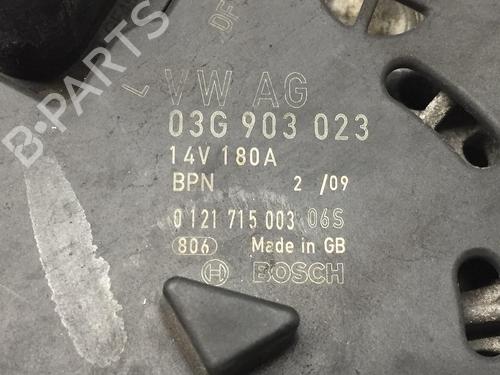 DF
L
VW AG
03G 903 023
14V 180A
BPN 2 /09
0 121 715 003 06S
806 Made in GB
BOSCH
B-PARTS